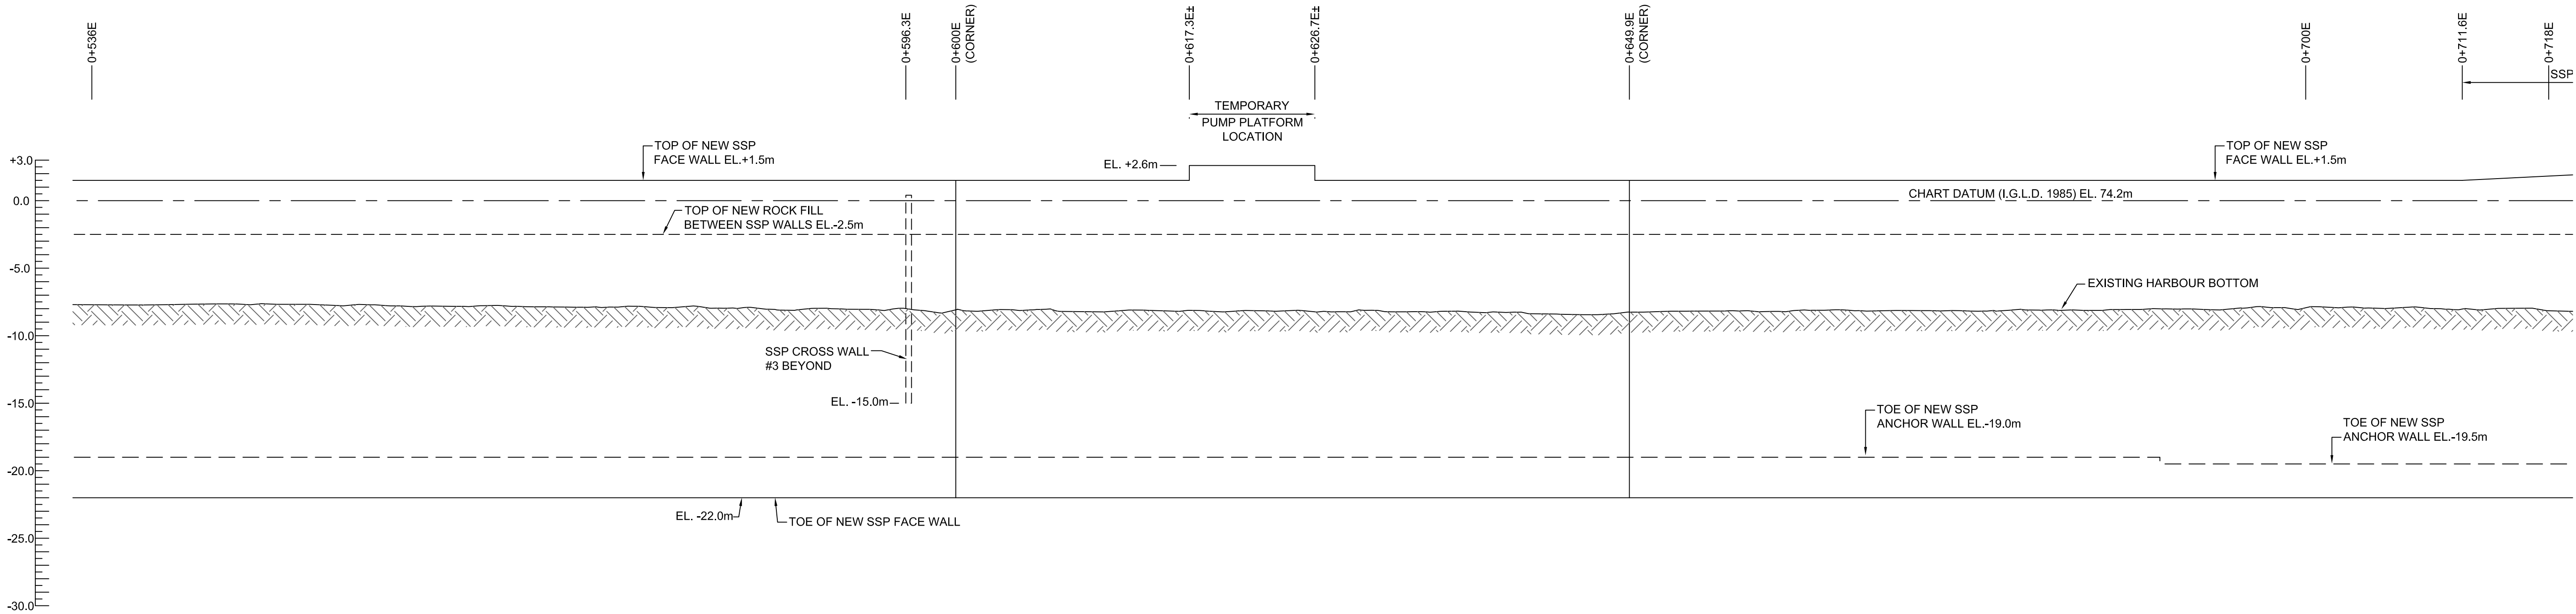 0+536E
0+596.3E
0+600E
(CORNER)
0+617.3E±
0+626.7E±
0+649.9E
(CORNER)
0+700E
0+711.6E
0+718E
SSP
TEMPORARY
PUMP PLATFORM
LOCATION
TOP OF NEW SSP
FACE WALL EL.+1.5m
EL. +2.6m
TOP OF NEW SSP
FACE WALL EL.+1.5m
CHART DATUM (I.G.L.D. 1985) EL. 74.2m
TOP OF NEW ROCK FILL
BETWEEN SSP WALLS EL.-2.5m
EXISTING HARBOUR BOTTOM
SSP CROSS WALL
#3 BEYOND
EL. -15.0m
TOE OF NEW SSP
ANCHOR WALL EL.-19.0m
TOE OF NEW SSP
ANCHOR WALL EL.-19.5m
EL. -22.0m
TOE OF NEW SSP FACE WALL
+3.0
0.0
-5.0
-10.0
-15.0
-20.0
-25.0
-30.0